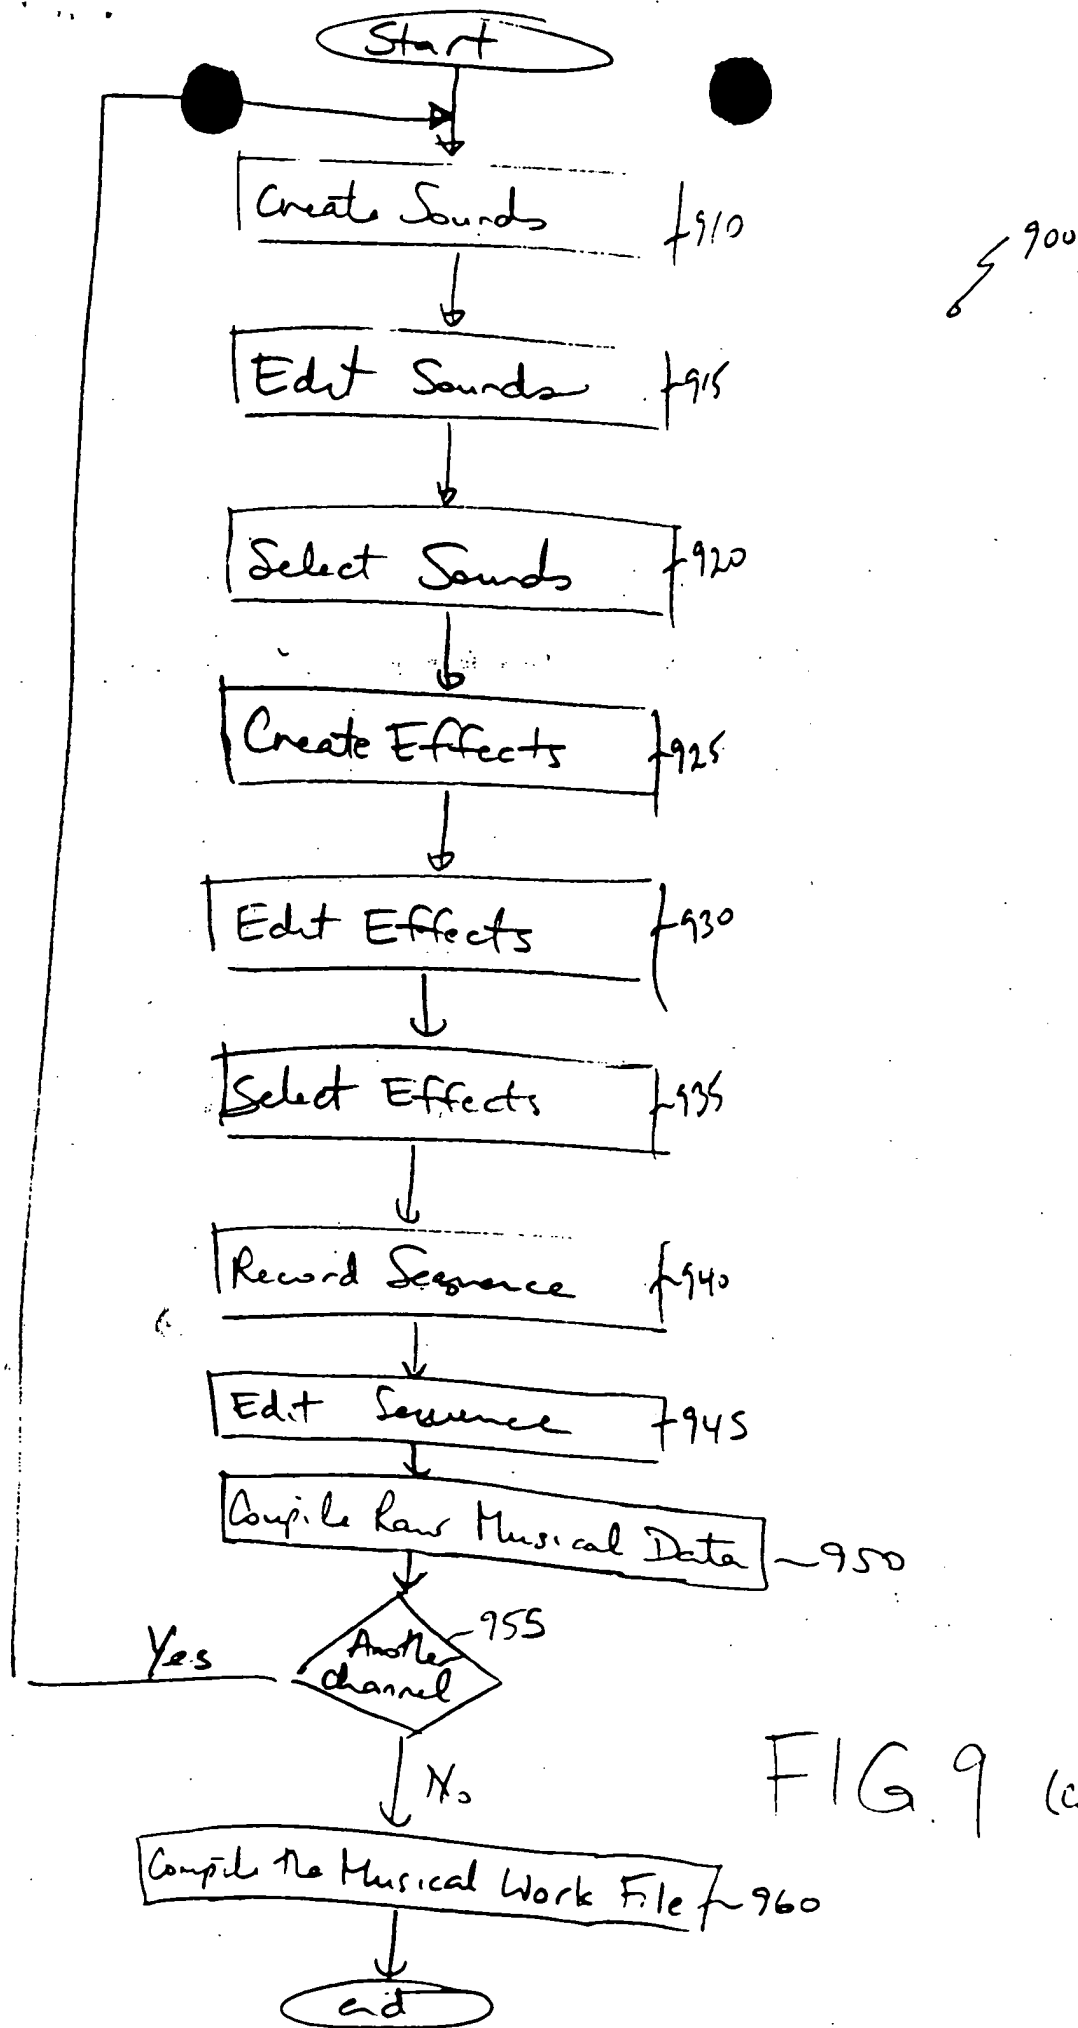 Start
Create Sounds 910
900
Edit Sounds 915
Select Sounds 920
Create Effects 925
Edit Effects 930
Select Effects 935
Record Sequence 940
Edit Sequence 945
Compile Raw Musical Data 950
955
Another
channel
Yes
No
FIG. 9
Compile the Musical Work File 960
end